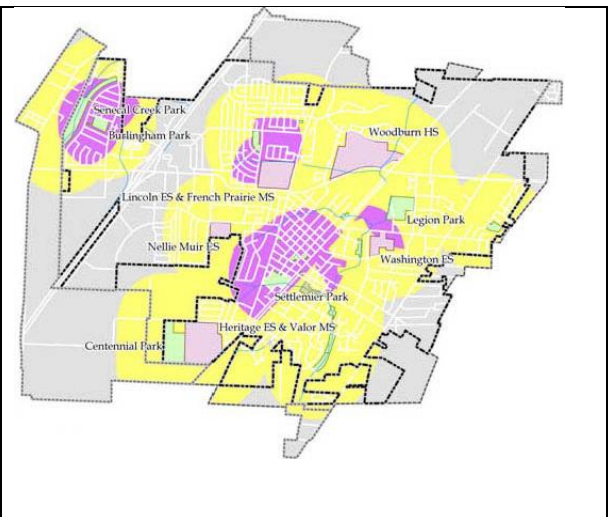 Senecal Creek Park
Burlingham Park
Woodburn HS
Lincoln ES & French Prairie MS
Legion Park
Nellie Muir ES
Washington ES
Settlemier Park
Heritage ES & Valor MS
Centennial Park